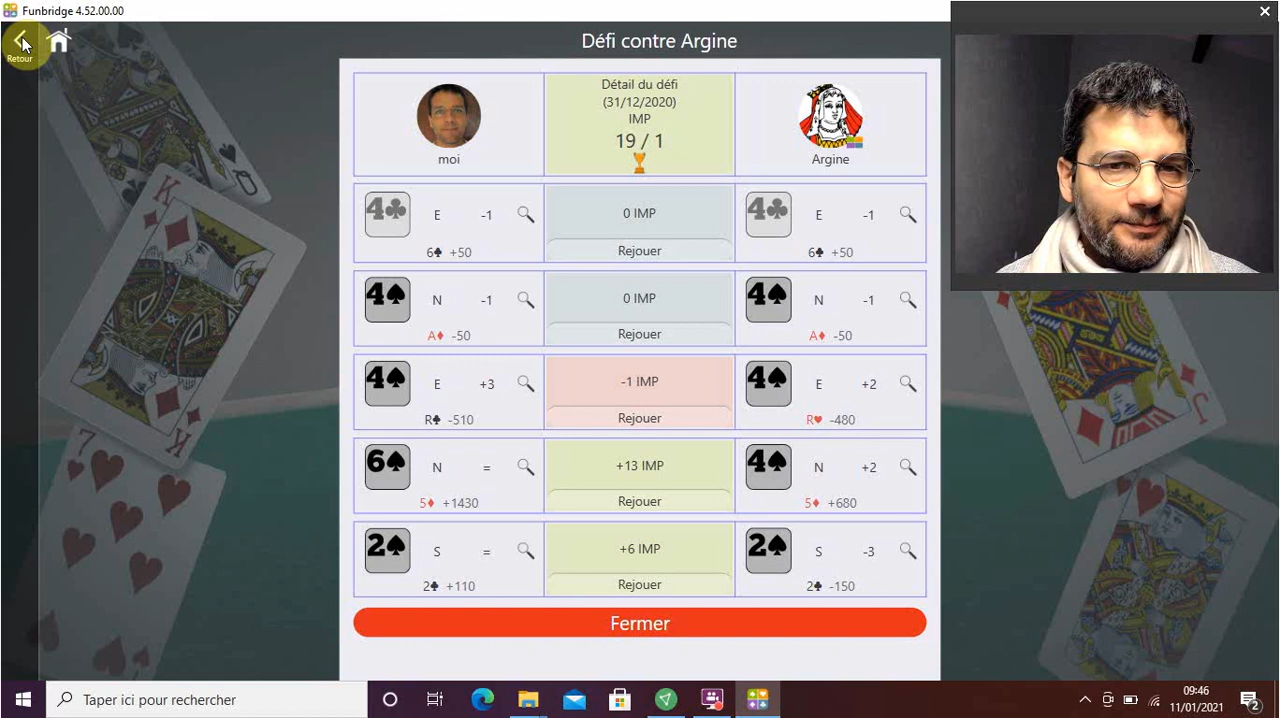 Funbridge 4.52.00.00
Retour
Défi contre Argine
moi
Détail du défi
(31/12/2020)
IMP
19 / 1
Argine
4♣ E -1
6♣ +50
0 IMP
Rejouer
4♣ E -1
6♣ +50
4♠ N -1
A♦ -50
0 IMP
Rejouer
4♠ N -1
A♦ -50
4♠ E +3
R♣ -510
-1 IMP
Rejouer
4♠ E +2
R♥ -480
6♠ N =
5♦ +1430
+13 IMP
Rejouer
4♠ N +2
5♦ +680
2♠ S =
2♣ +110
+6 IMP
Rejouer
2♠ S -3
2♣ -150
Fermer
K
K
7
J
Taper ici pour rechercher
09:46
11/01/2021
2